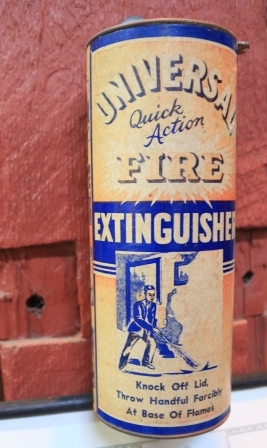 UNIVERSAL
Quick
Action
FIRE
EXTINGUISHER
Knock Off Lid,
Throw Handful Forcibly
At Base Of Flames